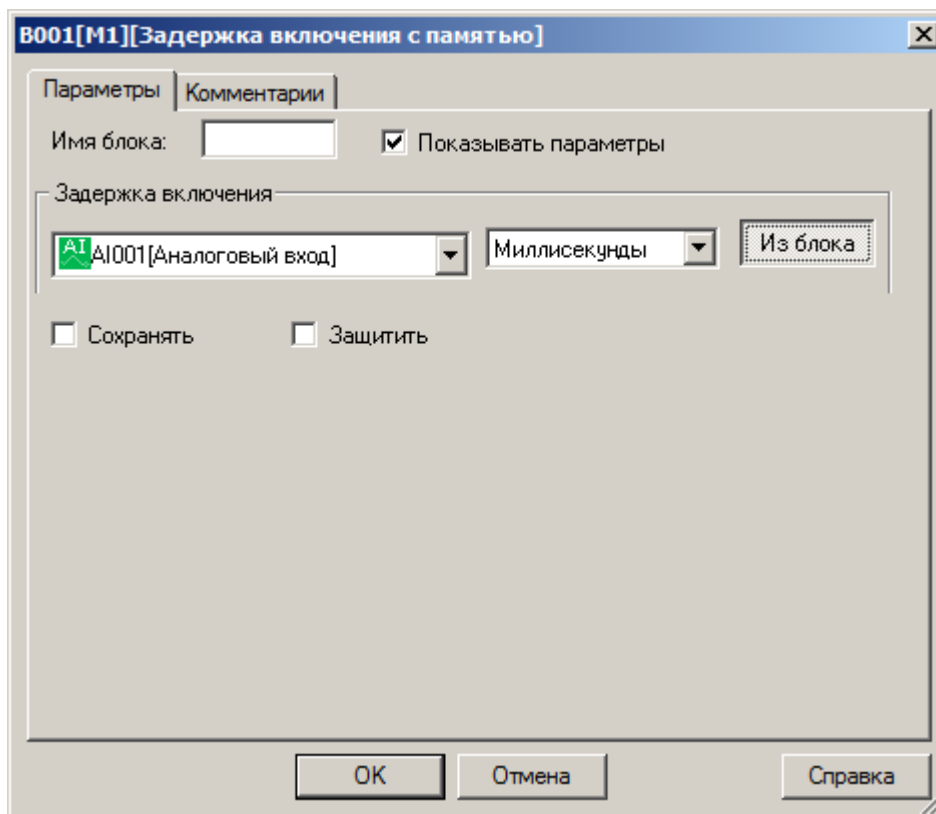 B001[M1][Задержка включения с памятью]
Параметры Комментарии
Имя блока: Показывать параметры
Задержка включения
AI AI001[Аналоговый вход] Миллисекунды Из блока
Сохранять Защитить
OK Отмена Справка